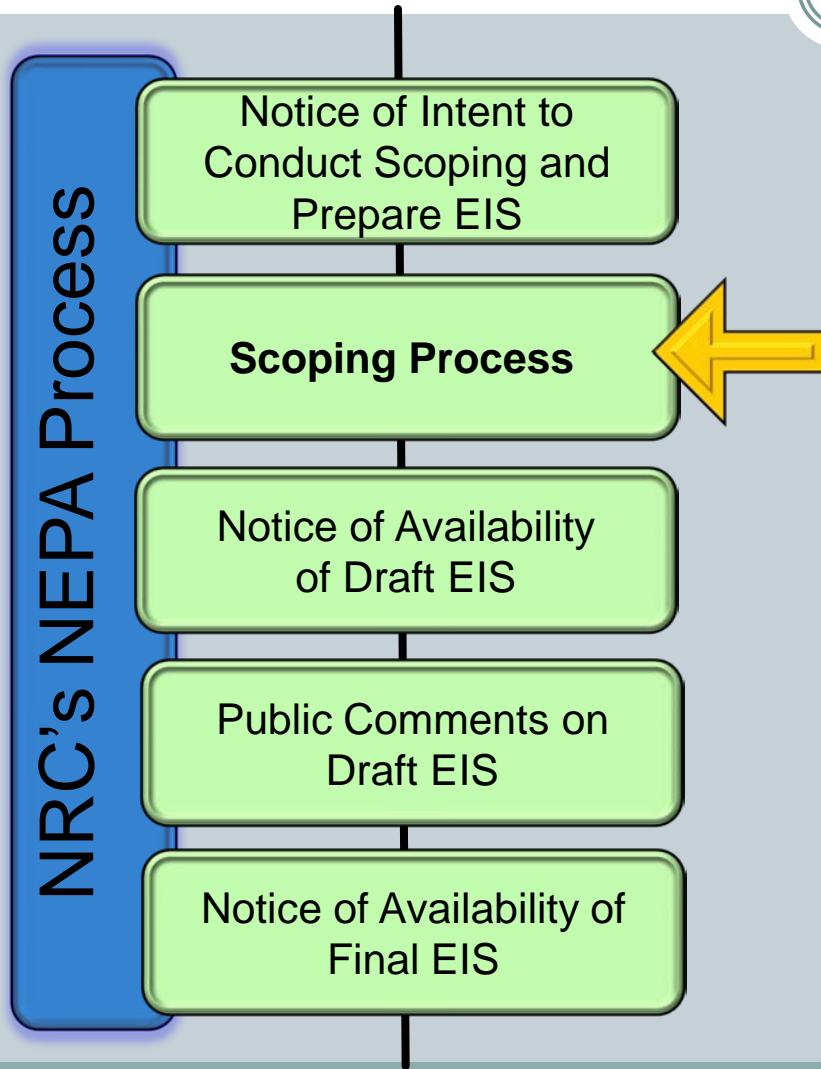 NRC's NEPA Process
Notice of Intent to
Conduct Scoping and
Prepare EIS
Scoping Process
Notice of Availability
of Draft EIS
Public Comments on
Draft EIS
Notice of Availability of
Final EIS